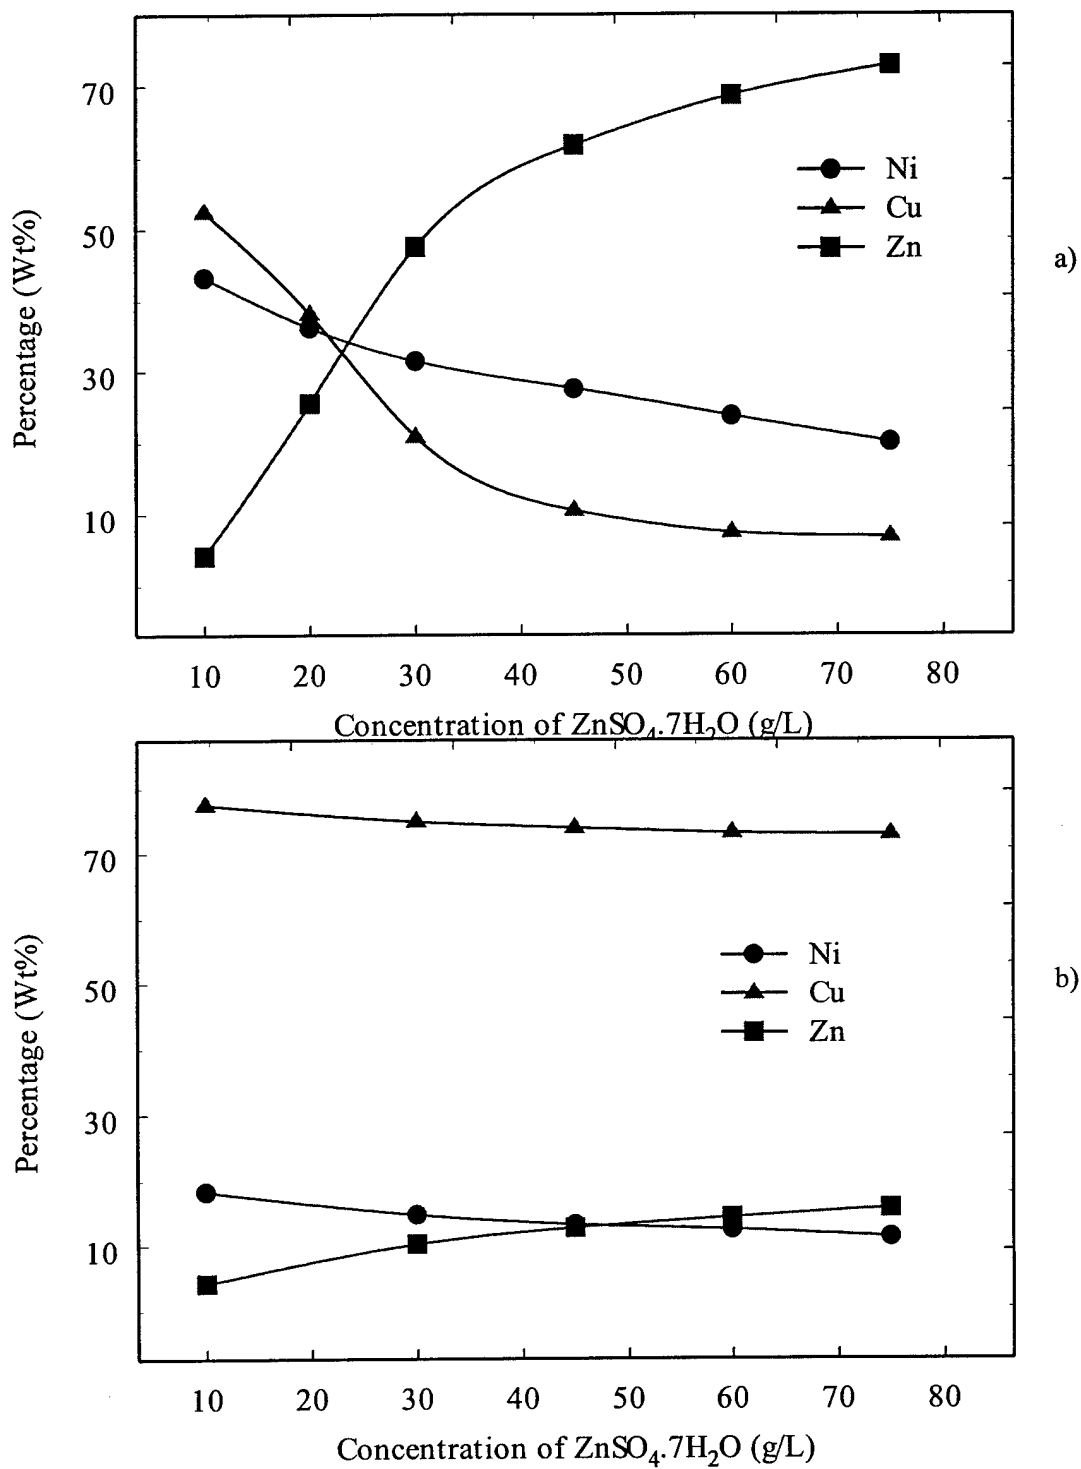 70
50
30
10
Percentage (Wt%)
Ni
Cu
Zn
a)
10 20 30 40 50 60 70 80
Concentration of ZnSO₄.7H₂O (g/L)
70
50
30
10
Percentage (Wt%)
Ni
Cu
Zn
b)
10 20 30 40 50 60 70 80
Concentration of ZnSO₄.7H₂O (g/L)